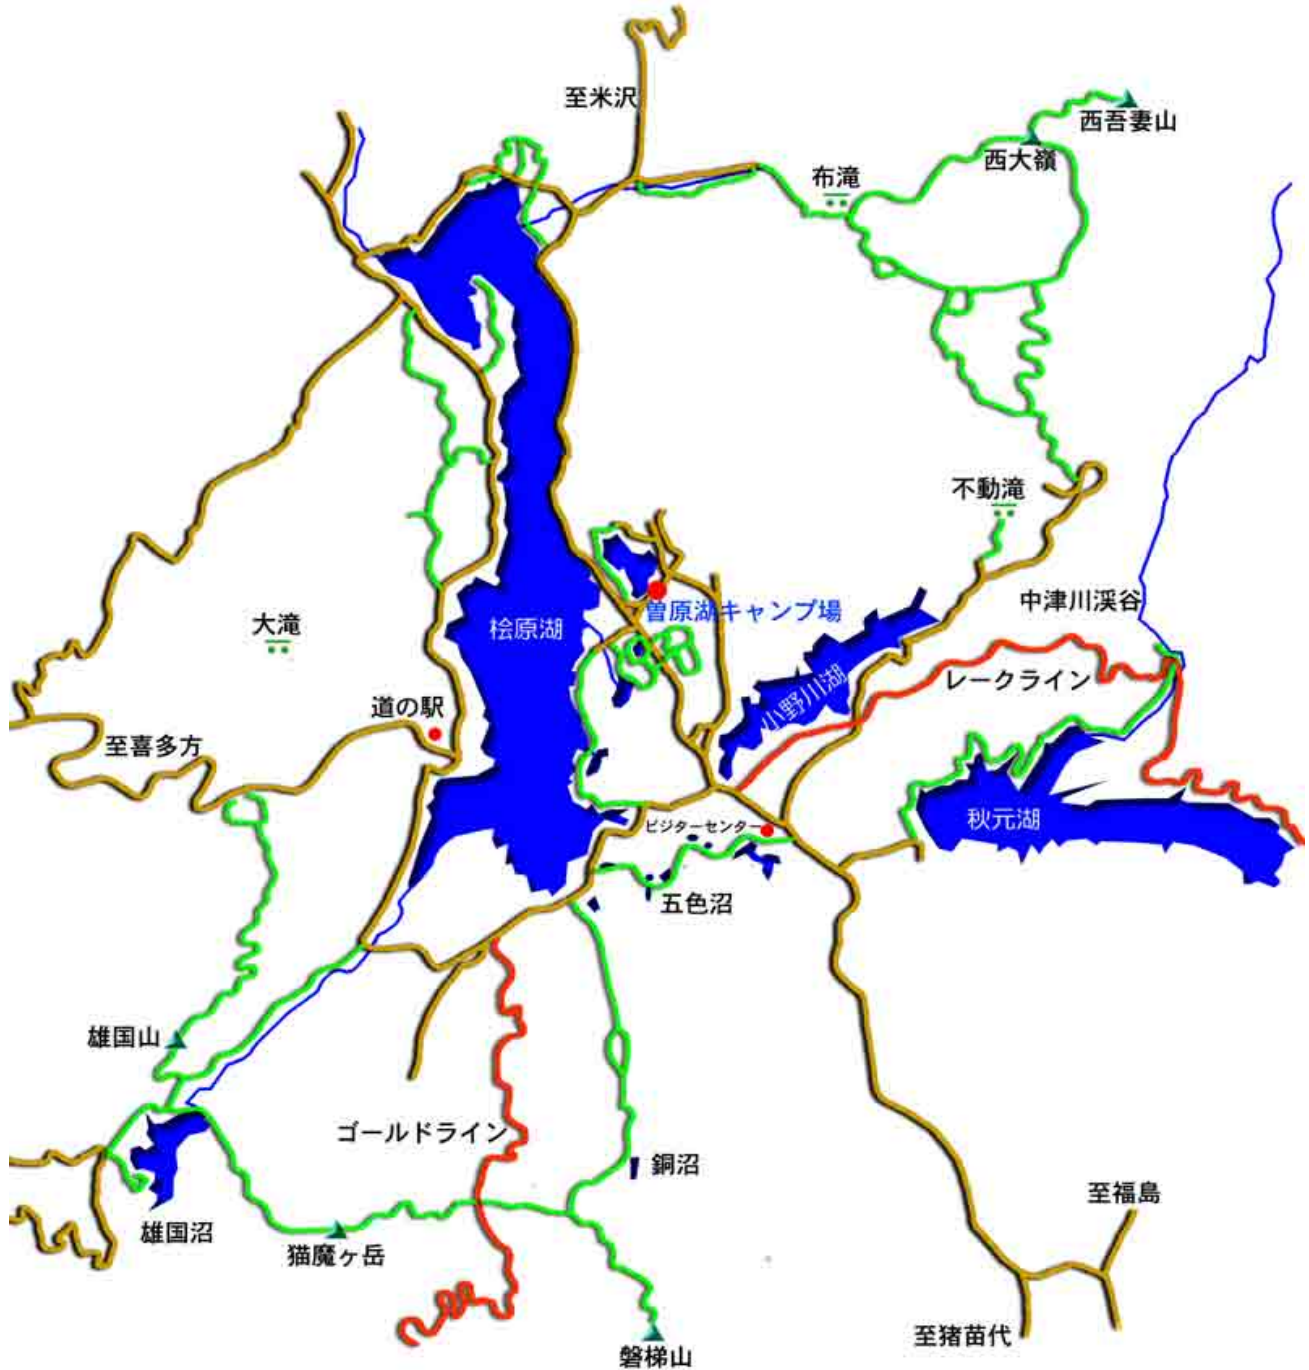 至米沢
西吾妻山
西大嶺
布滝
不動滝
中津川渓谷
曽原湖キャンプ場
大滝
桧原湖
小野川湖
レークライン
道の駅
至喜多方
秋元湖
ビジターセンター
五色沼
雄国山
ゴールドライン
銅沼
至福島
雄国沼
猫魔ヶ岳
至猪苗代
磐梯山